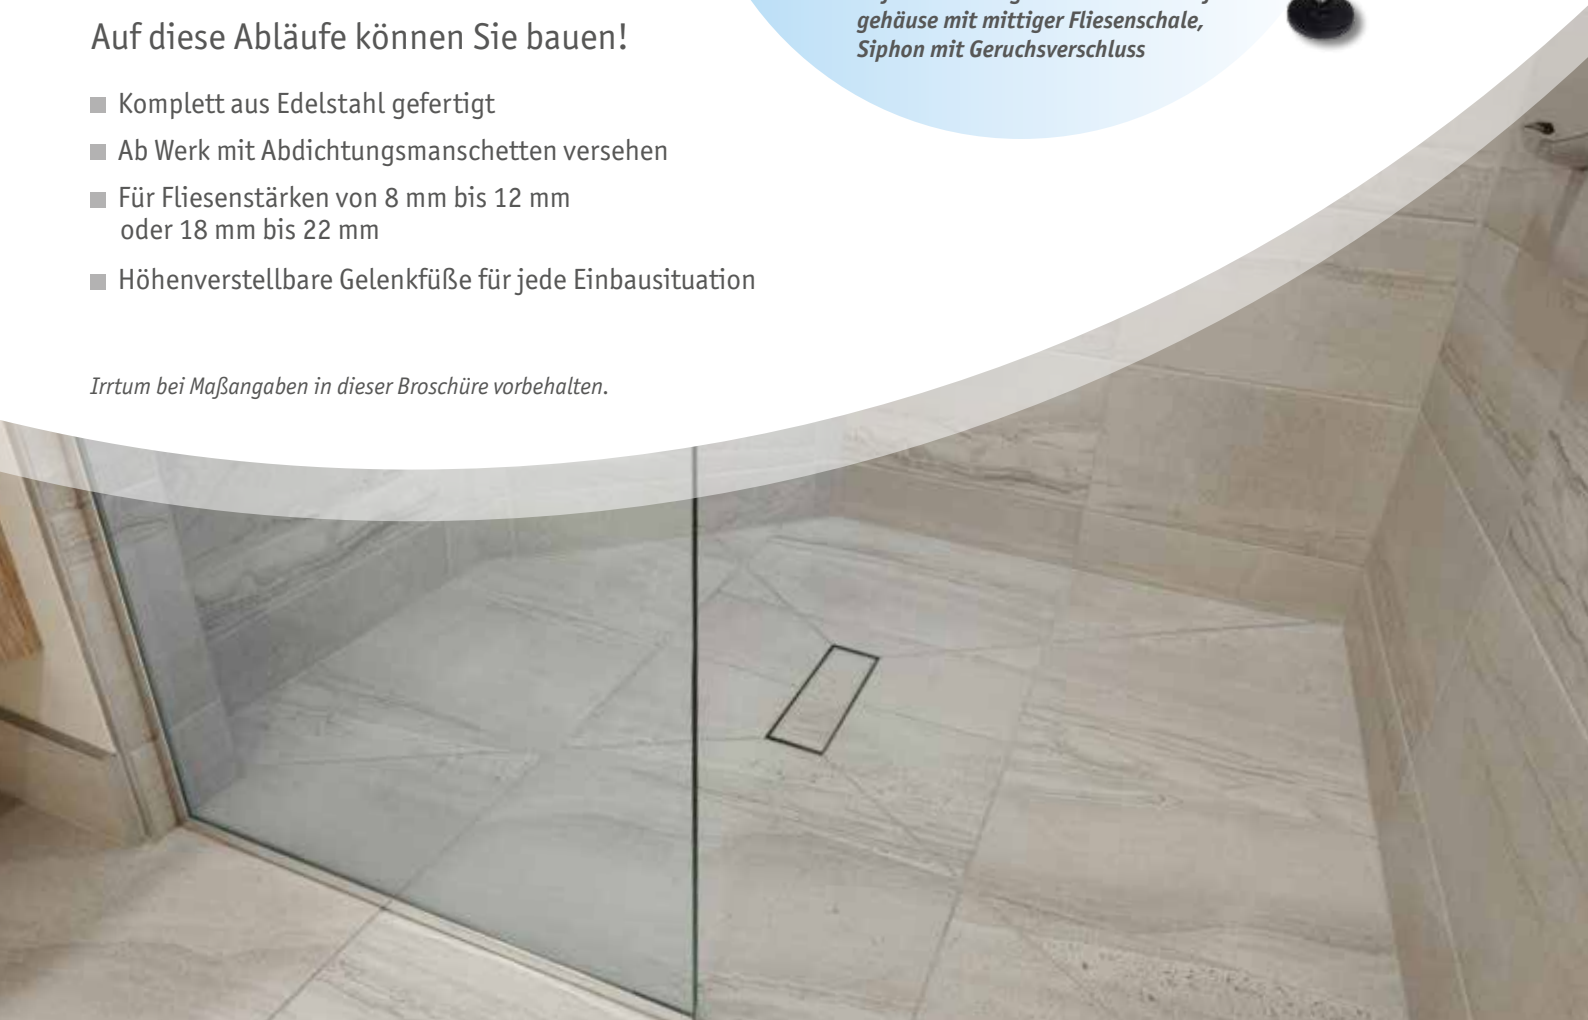 Auf diese Abläufe können Sie bauen!
Komplett aus Edelstahl gefertigt
Ab Werk mit Abdichtungsmanschetten versehen
Für Fliesenstärken von 8 mm bis 12 mm
oder 18 mm bis 22 mm
Höhenverstellbare Gelenkfüße für jede Einbausituation
Irrtum bei Maßangaben in dieser Broschüre vorbehalten.
gehäuse mit mittiger Fliesenschale,
Siphon mit Geruchsverschluss